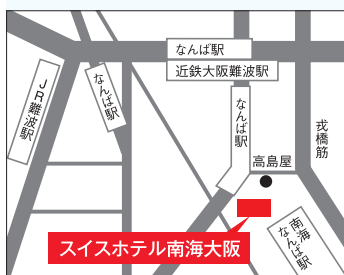 なんば駅
近鉄大阪難波駅
JR難波駅
なんば駅
なんば駅
戎橋筋
高島屋
南海
なんば駅
スイスホテル南海大阪